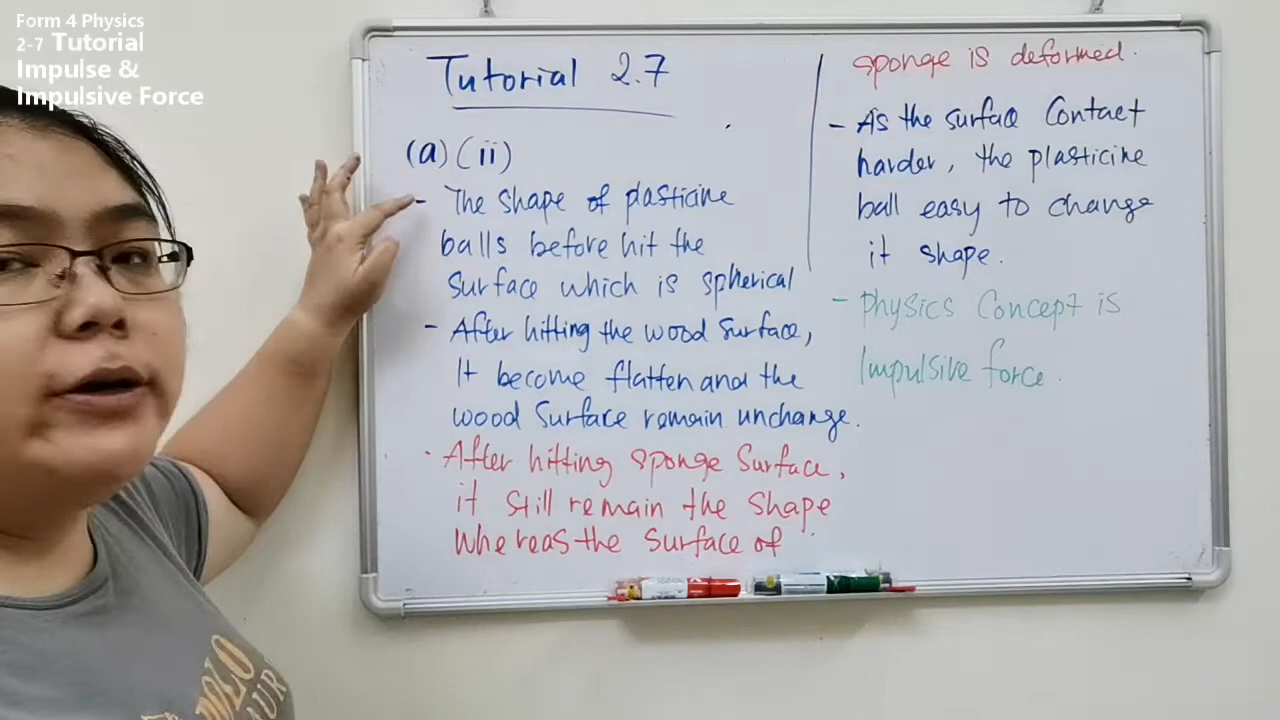 Form 4 Physics
2-7 Tutorial
Impulse &
Impulsive Force
Tutorial 2.7
(a) (ii)
- The shape of plasticine
balls before hit the
surface which is spherical
- After hitting the wood surface,
It become flatten and the
wood surface remain unchange.
· After hitting sponge surface,
it still remain the shape
whereas the surface of
sponge is deformed.
- As the surface contact
harder, the plasticine
ball easy to change
it shape.
- Physics Concept is
Impulsive force.